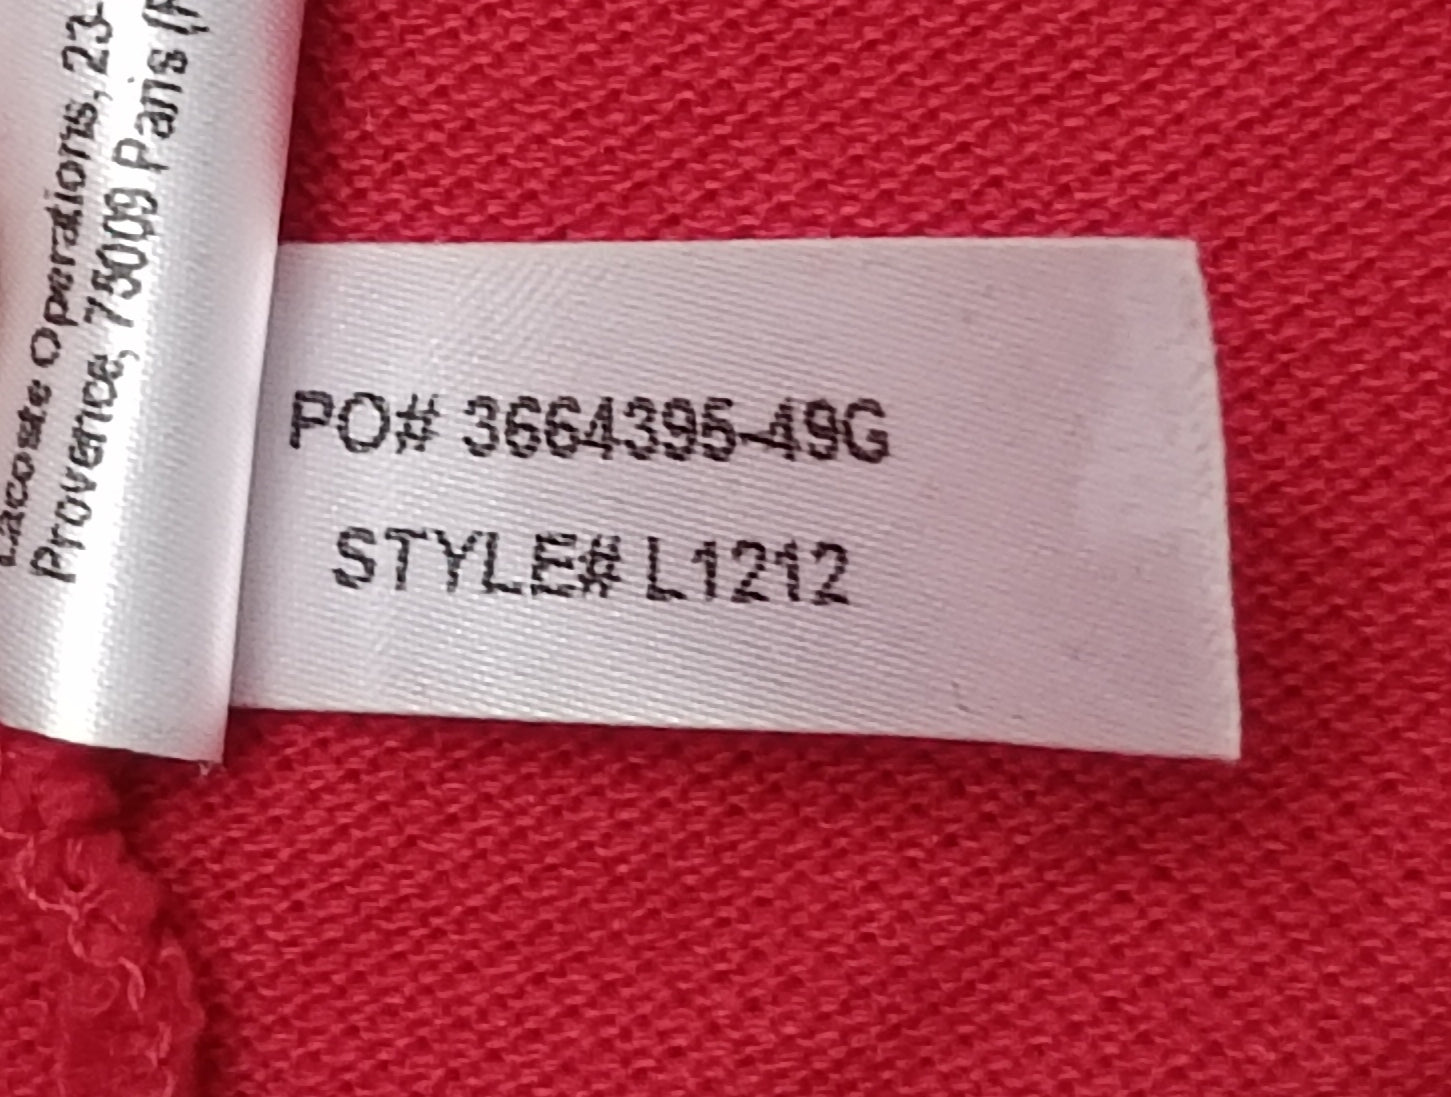 Lacoste Operations, 23-
Provence, 75009 Paris
PO# 3664395-49G
STYLE# L1212